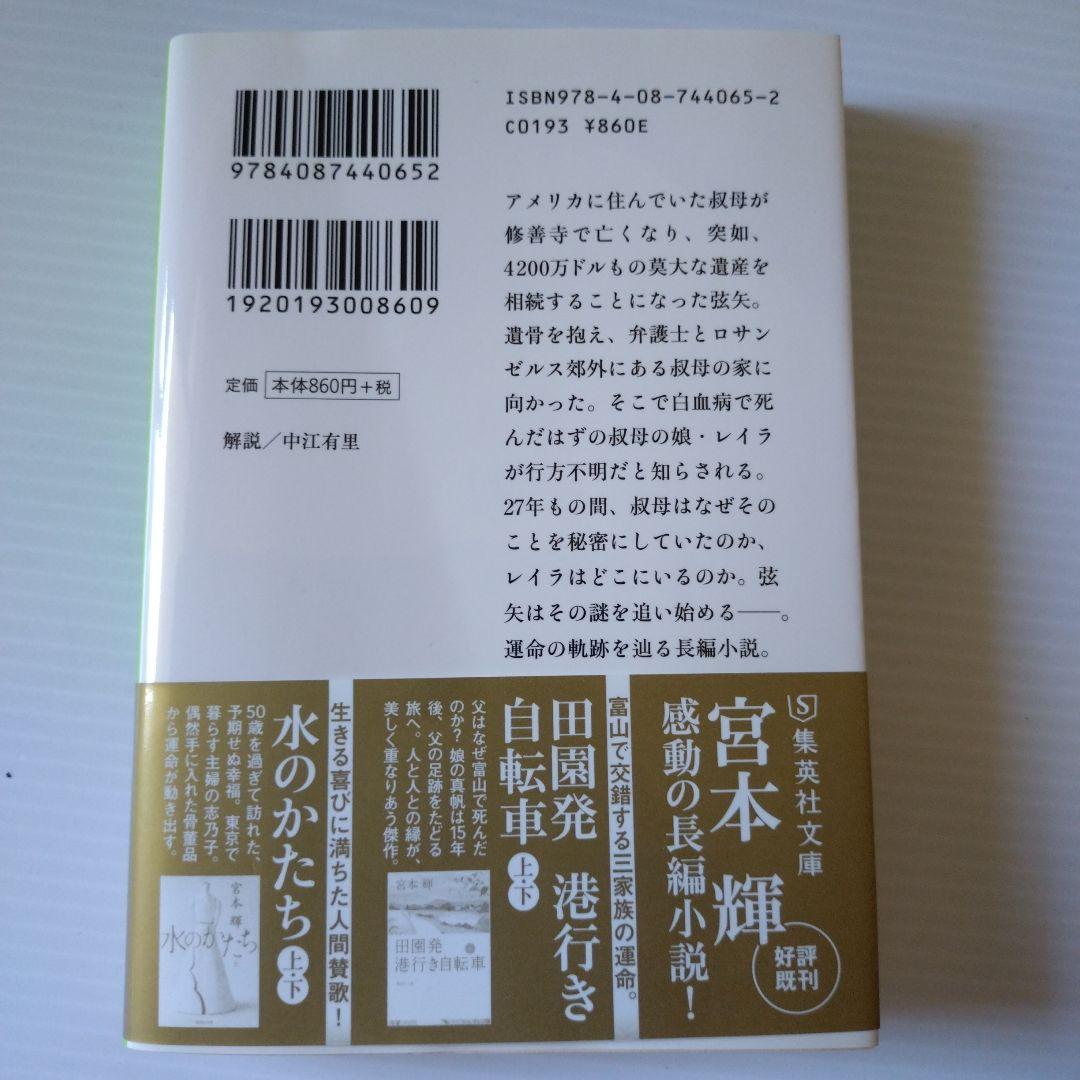 9784087440652
1920193008609
定価 本体860円+税
解説/中江有里
ISBN978-4-08-744065-2
C0193 ¥860E
アメリカに住んでいた叔母が
修善寺で亡くなり、突如、
4200万ドルもの莫大な遺産を
相続することになった弦矢。
遺骨を抱え、弁護士とロサン
ゼルス郊外にある叔母の家に
向かった。そこで白血病で死
んだはずの叔母の娘・レイラ
が行方不明だと知らされる。
27年もの間、叔母はなぜその
ことを秘密にしていたのか、
レイラはどこにいるのか。弦
矢はその謎を追い始める――。
運命の軌跡を辿る長編小説。
S 集英社文庫
宮本 輝
感動の長編小説!
好評
既刊
富山で交錯する三家族の運命。
田園発 港行き
自転車 上・下
父はなぜ富山で死んだ
のか? 娘の真帆は15年
後、父の足跡をたどる
旅へ。人と人との縁が、
美しく重なりあう傑作。
宮本 輝
田園発
港行き自転車
生きる喜びに満ちた人間賛歌!
水のかたち 上・下
50歳を過ぎて訪れた、
予期せぬ幸福。東京で
暮らす主婦の志乃子。
偶然手に入れた骨董品
から運命が動き出す。
宮本 輝
水のかたち